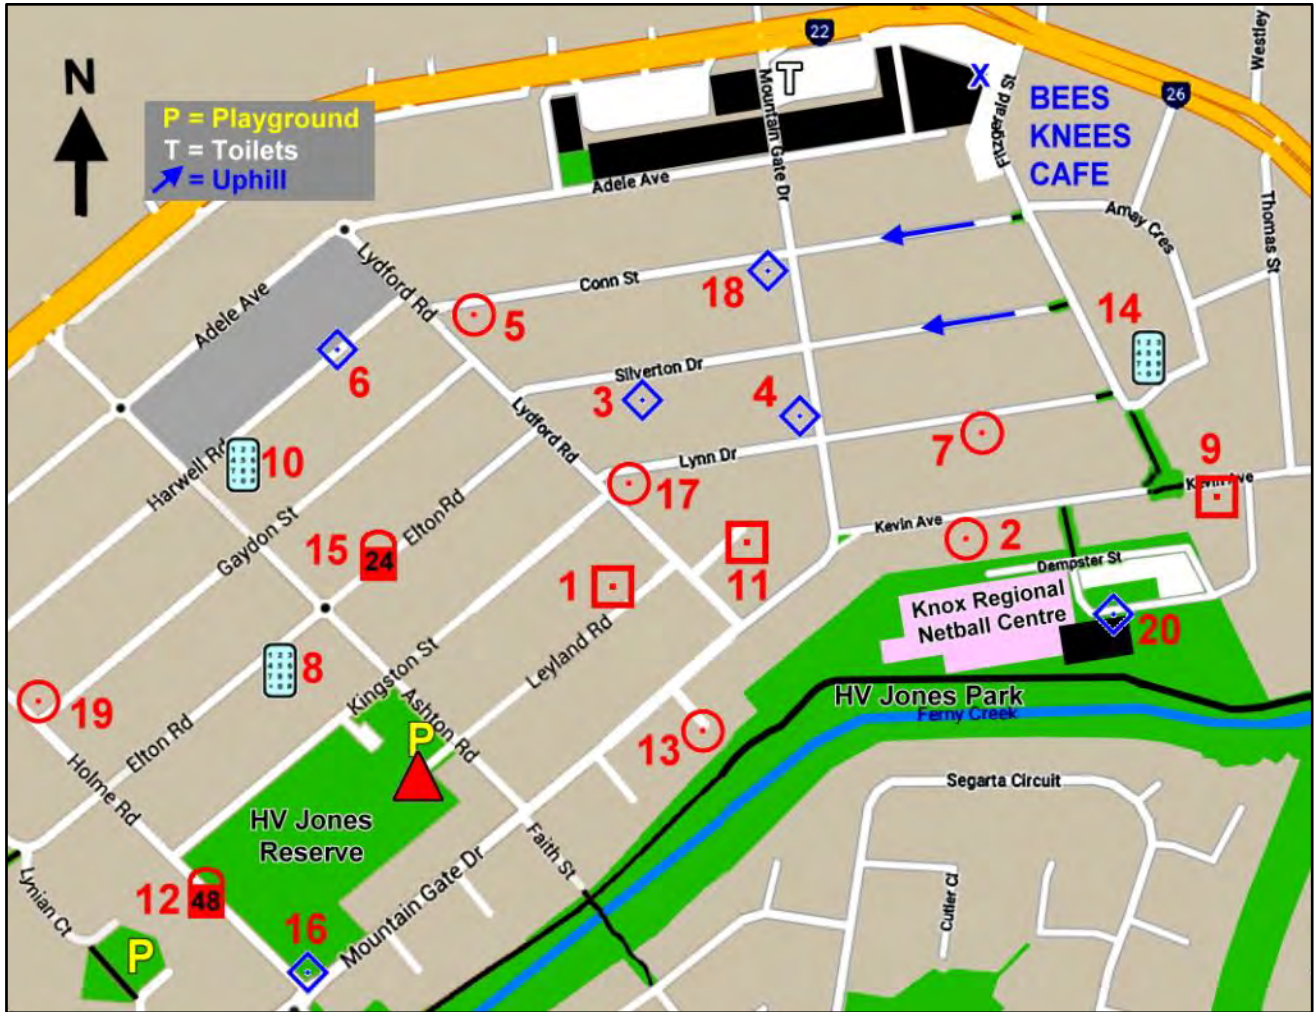 22
N
T
Westley
26
P = Playground
T = Toilets
= Uphill
Mountain Gate Dr
X
Fitzgerald St
BEES
KNEES
CAFE
Adele Ave
Thomas St
Amay Cres
Lydford Rd
Conn St
18
5
14
Adele Ave
6
Silverton Dr
3
4
Lydford Rd
Lynn Dr
7
9
Harwell Rd
10
17
Kevin Ave
Gaydon St
15
24
Elton Rd
Kevin Ave
2
1
11
Dempster St
Knox Regional
Netball Centre
20
Leyland Rd
Kingston St
8
19
Elton Rd
Ashton Rd
P
13
HV Jones Park
Ferny Creek
Holme Rd
Segarta Circuit
HV Jones
Reserve
Faith St
12
48
16
Mountain Gate Dr
Lynian Ct
Cutler Ct
P